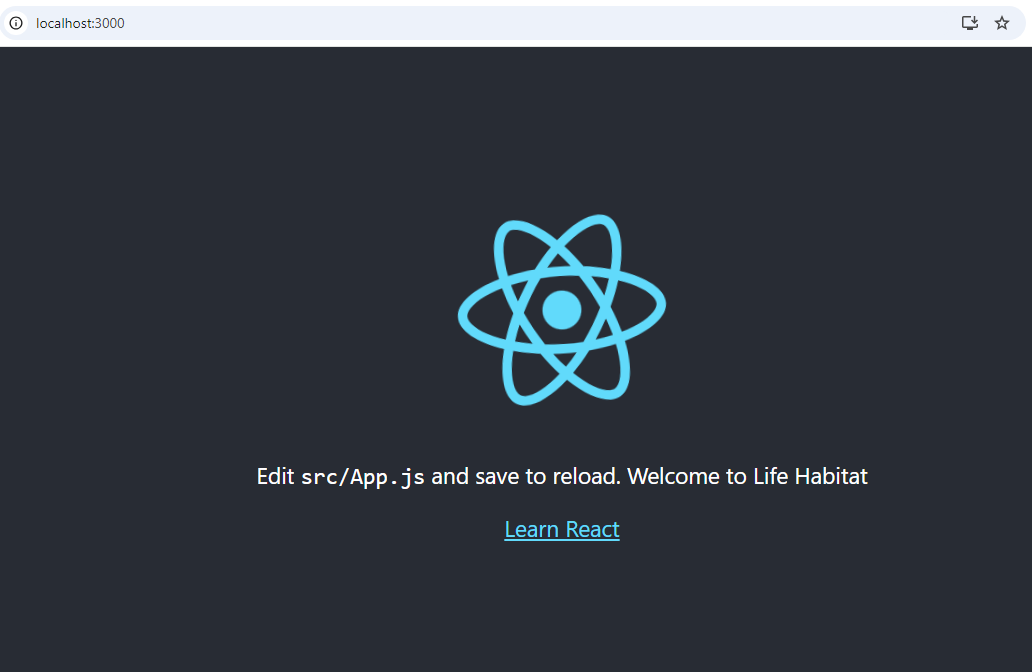 localhost:3000
Edit src/App.js and save to reload. Welcome to Life Habitat
Learn React